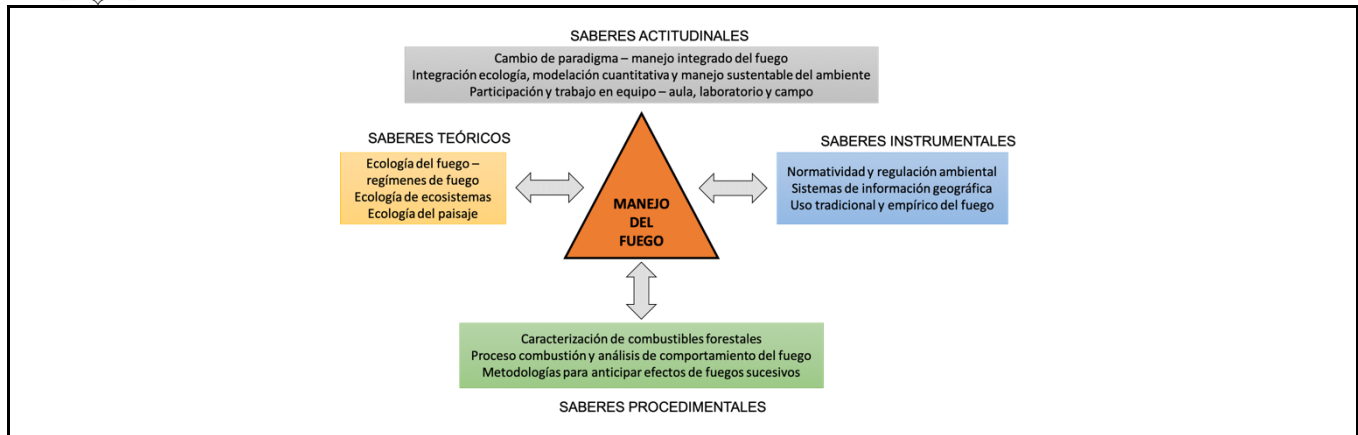 SABERES ACTITUDINALES
Cambio de paradigma – manejo integrado del fuego
Integración ecología, modelación cuantitativa y manejo sustentable del ambiente
Participación y trabajo en equipo – aula, laboratorio y campo
SABERES TEÓRICOS
Ecología del fuego –
regímenes de fuego
Ecología de ecosistemas
Ecología del paisaje
MANEJO
DEL
FUEGO
SABERES INSTRUMENTALES
Normatividad y regulación ambiental
Sistemas de información geográfica
Uso tradicional y empírico del fuego
Caracterización de combustibles forestales
Proceso combustión y análisis de comportamiento del fuego
Metodologías para anticipar efectos de fuegos sucesivos
SABERES PROCEDIMENTALES